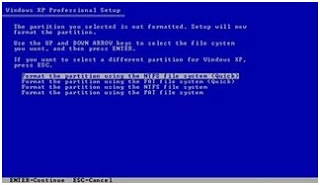 Windows XP Professional Setup
The partition you selected is not formatted. Setup will now
format the partition.
Use the UP and DOWN ARROW keys to select the file system
you want, and then press ENTER.
If you want to select a different partition for Windows XP,
press ESC.
Format the partition using the NTFS file system (Quick)
Format the partition using the FAT file system (Quick)
Format the partition using the NTFS file system
Format the partition using the FAT file system
ENTER=Continue ESC=Cancel